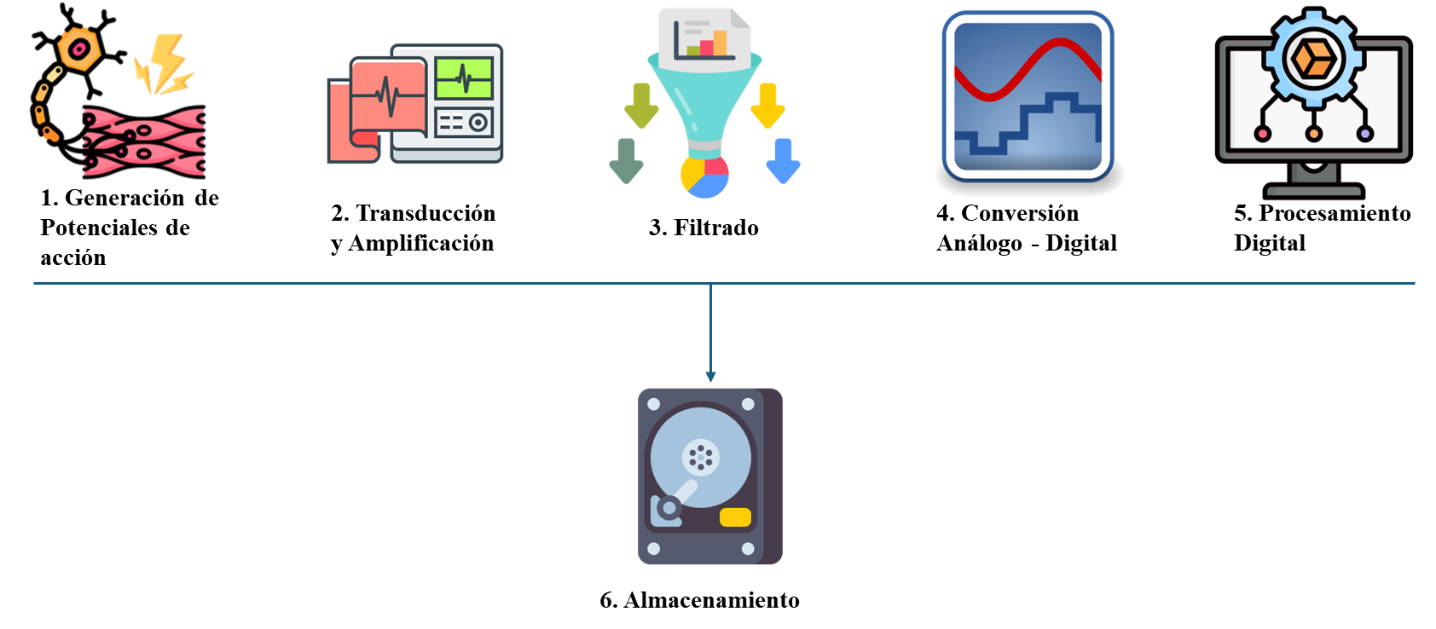 1. Generación de
Potenciales de
acción
2. Transducción
y Amplificación
3. Filtrado
4. Conversión
Análogo - Digital
5. Procesamiento
Digital
6. Almacenamiento